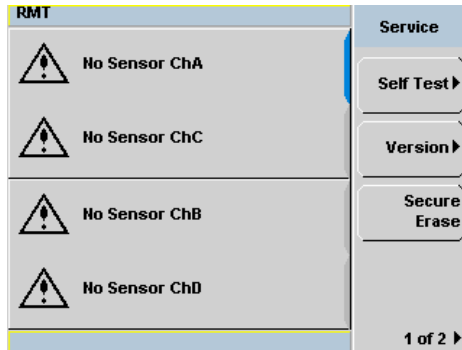 RMT
No Sensor ChA
No Sensor ChC
No Sensor ChB
No Sensor ChD
Service
Self Test
Version
Secure
Erase
1 of 2